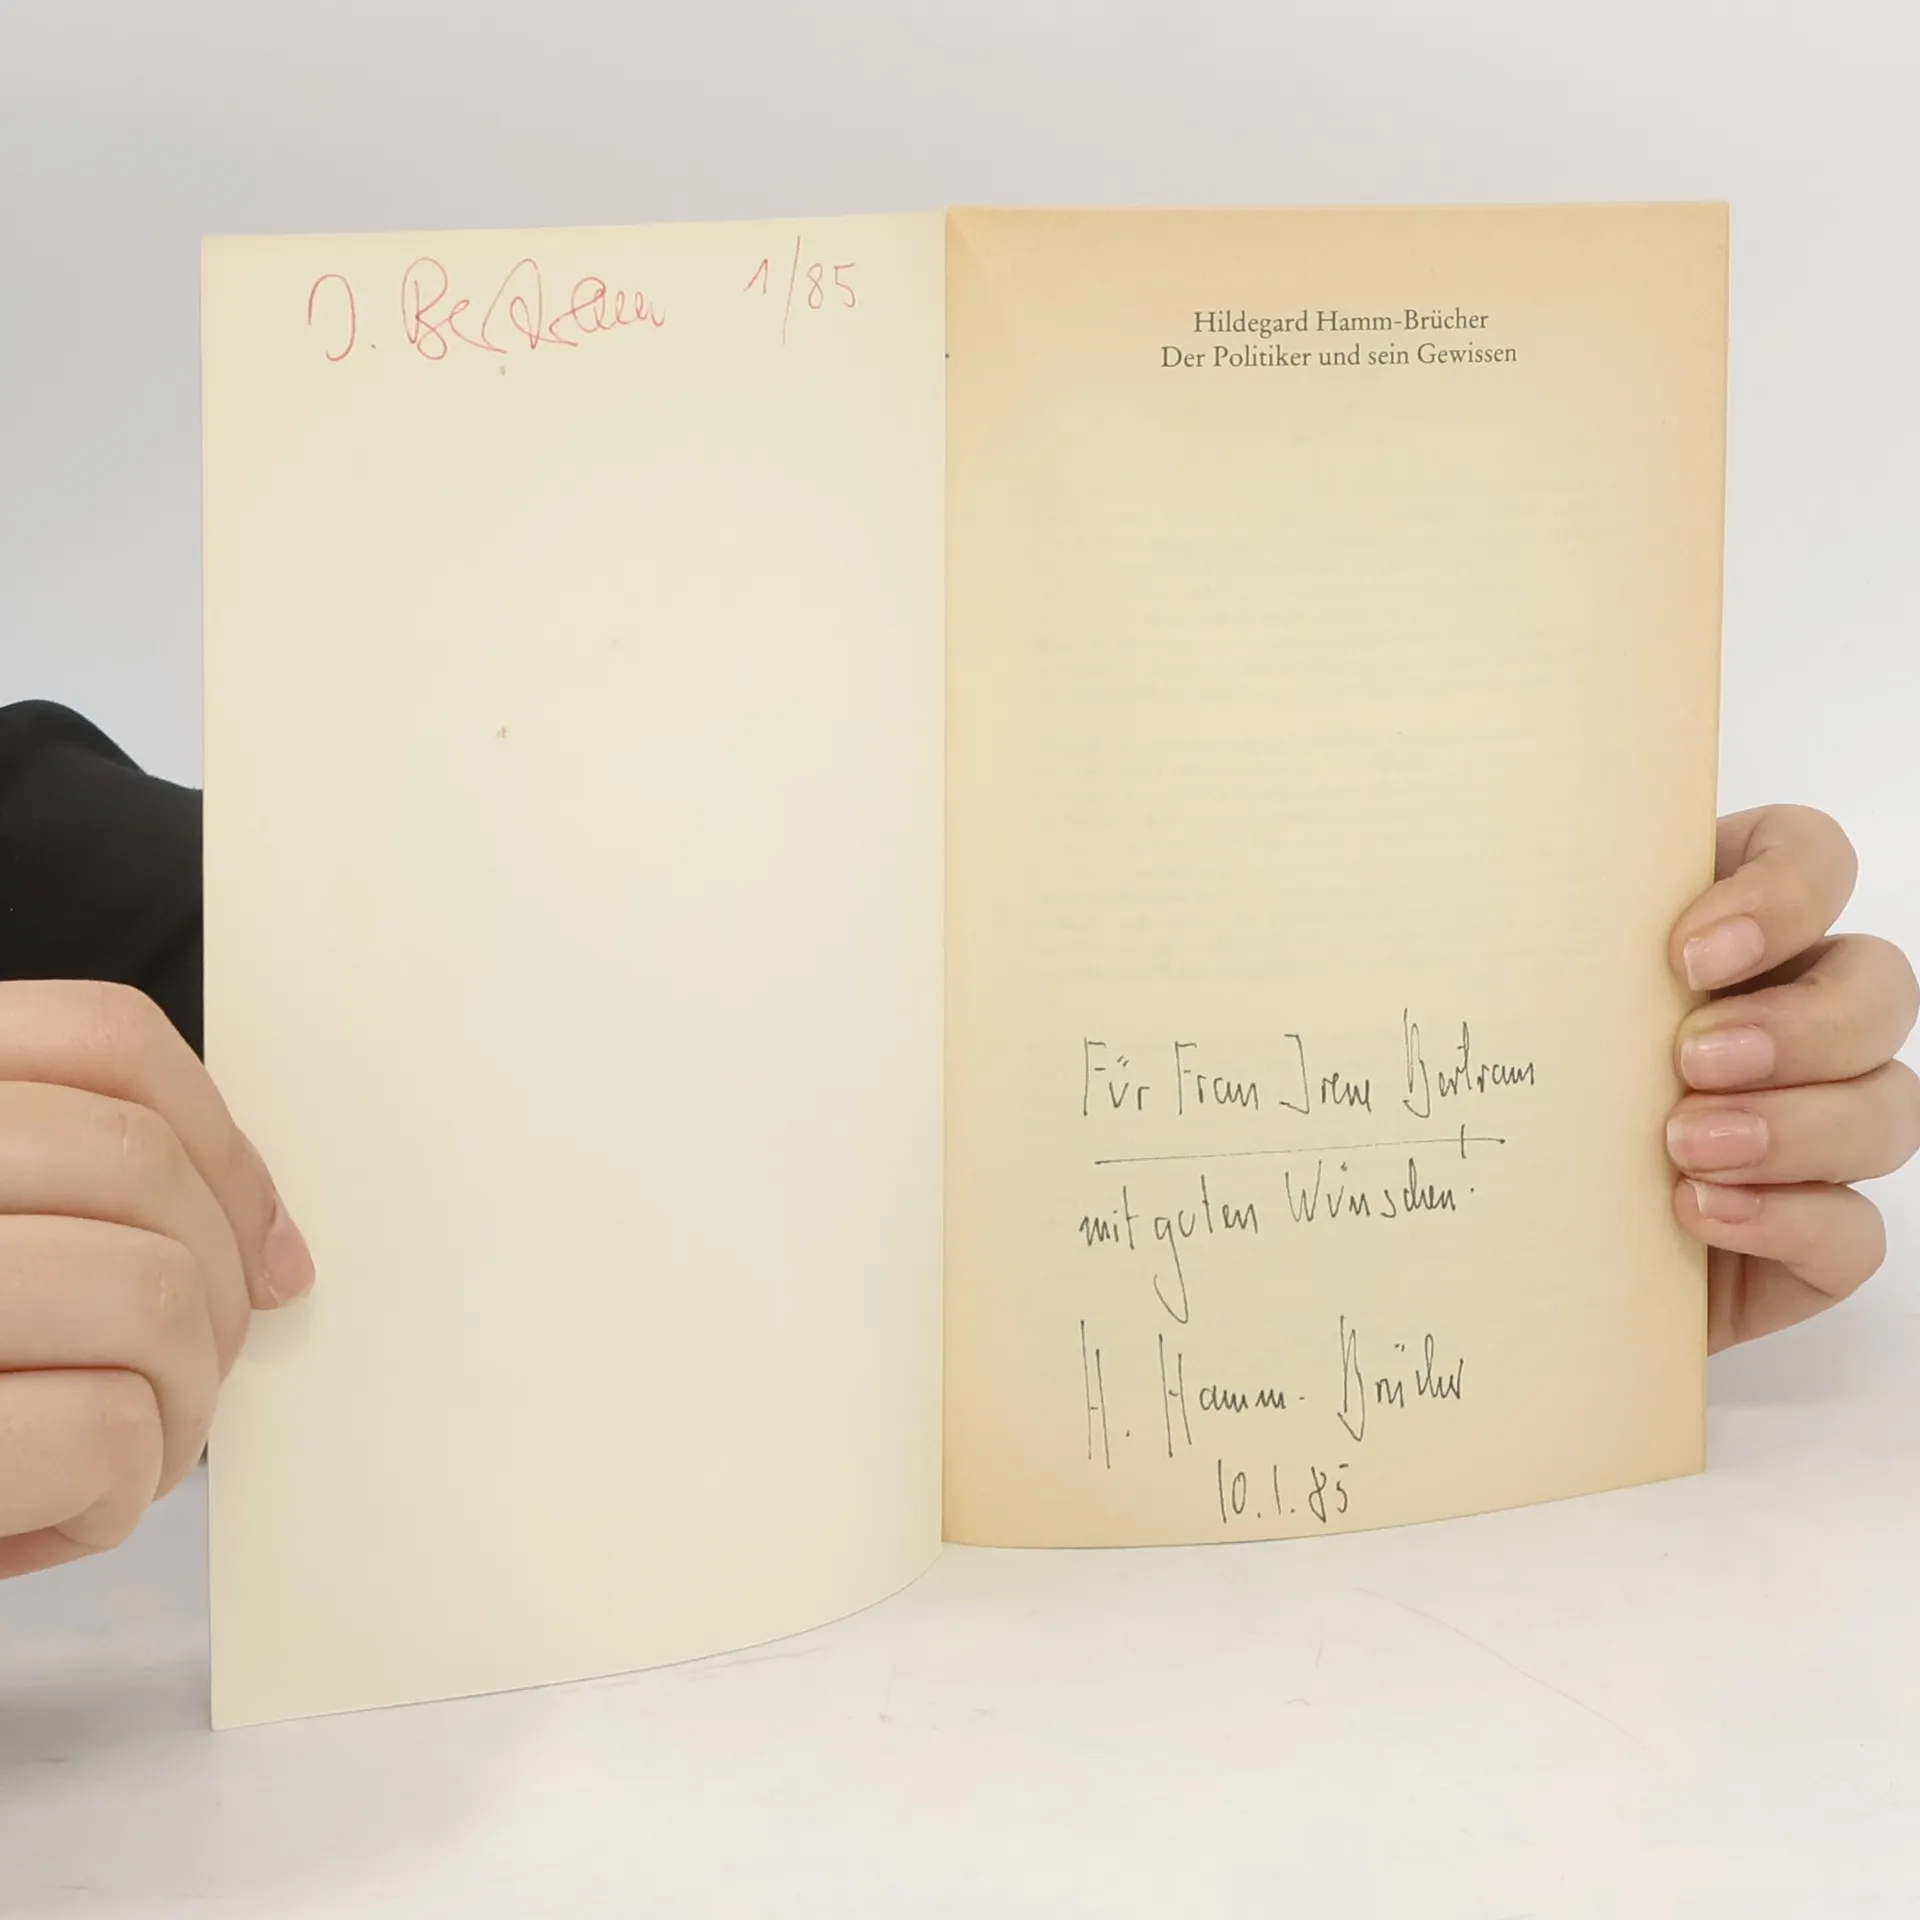 J. Bertram 1/85
Hildegard Hamm-Brücher
Der Politiker und sein Gewissen
Für Frau Irene Bertram
mit guten Wünschen.
H. Hamm-Brücher
10.1.85